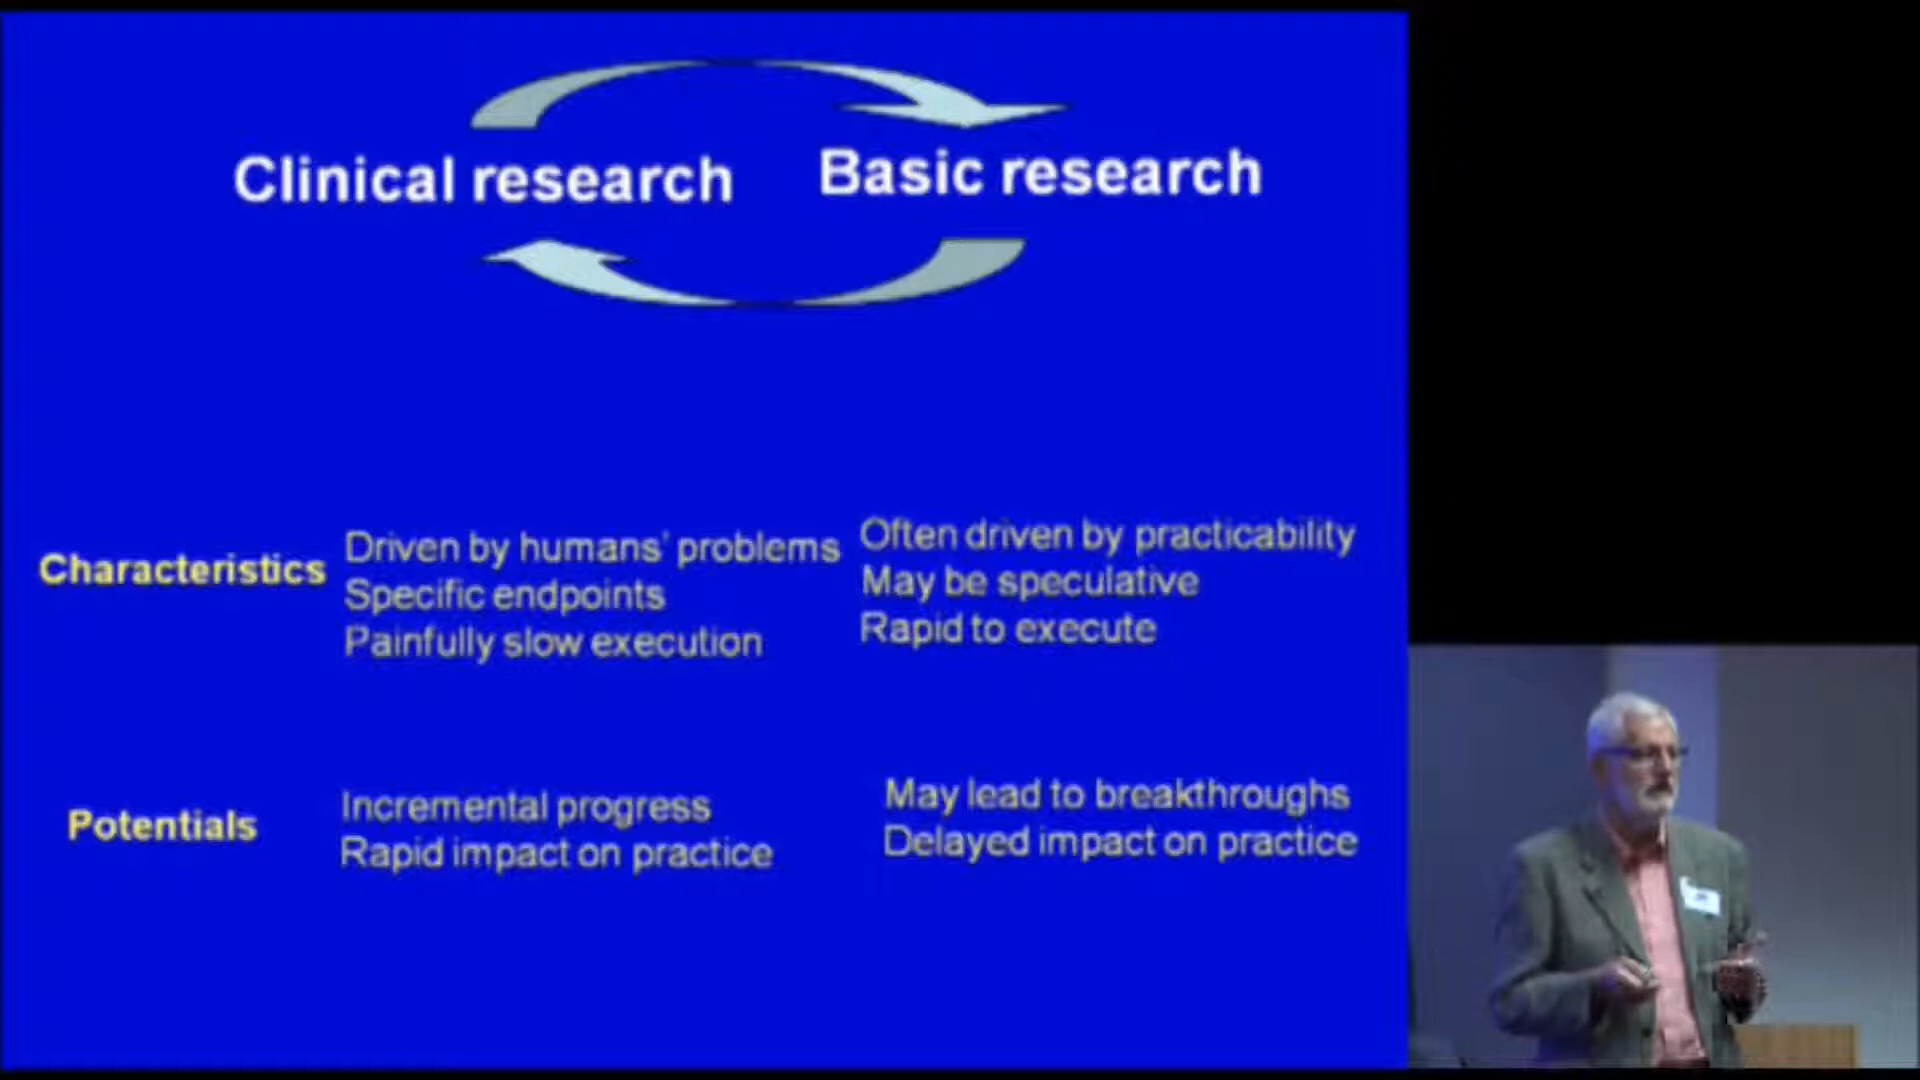 Clinical research
Basic research
Characteristics
Driven by humans' problems
Specific endpoints
Painfully slow execution
Often driven by practicability
May be speculative
Rapid to execute
Potentials
Incremental progress
Rapid impact on practice
May lead to breakthroughs
Delayed impact on practice